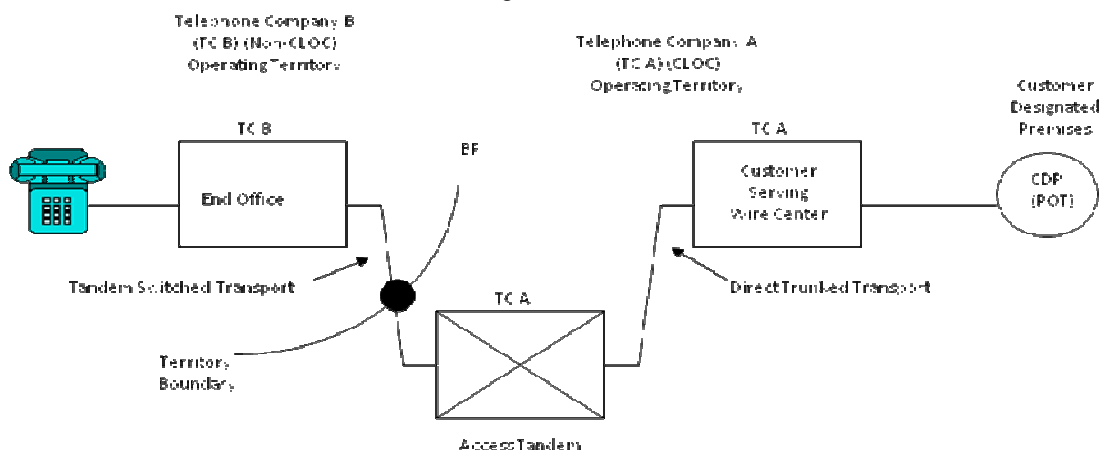 Telephone Company B
(TC B) (Non-CLOC)
Operating Territory
Telephone Company A
(TC A) (CLOC)
Operating Territory
Customer
Designated
Premises
TC B
BP
TC A
End Office
Customer
Serving
Wire Center
CDP
(POT)
Tandem Switched Transport
Direct Trunked Transport
TC A
Territory
Boundary
Access Tandem